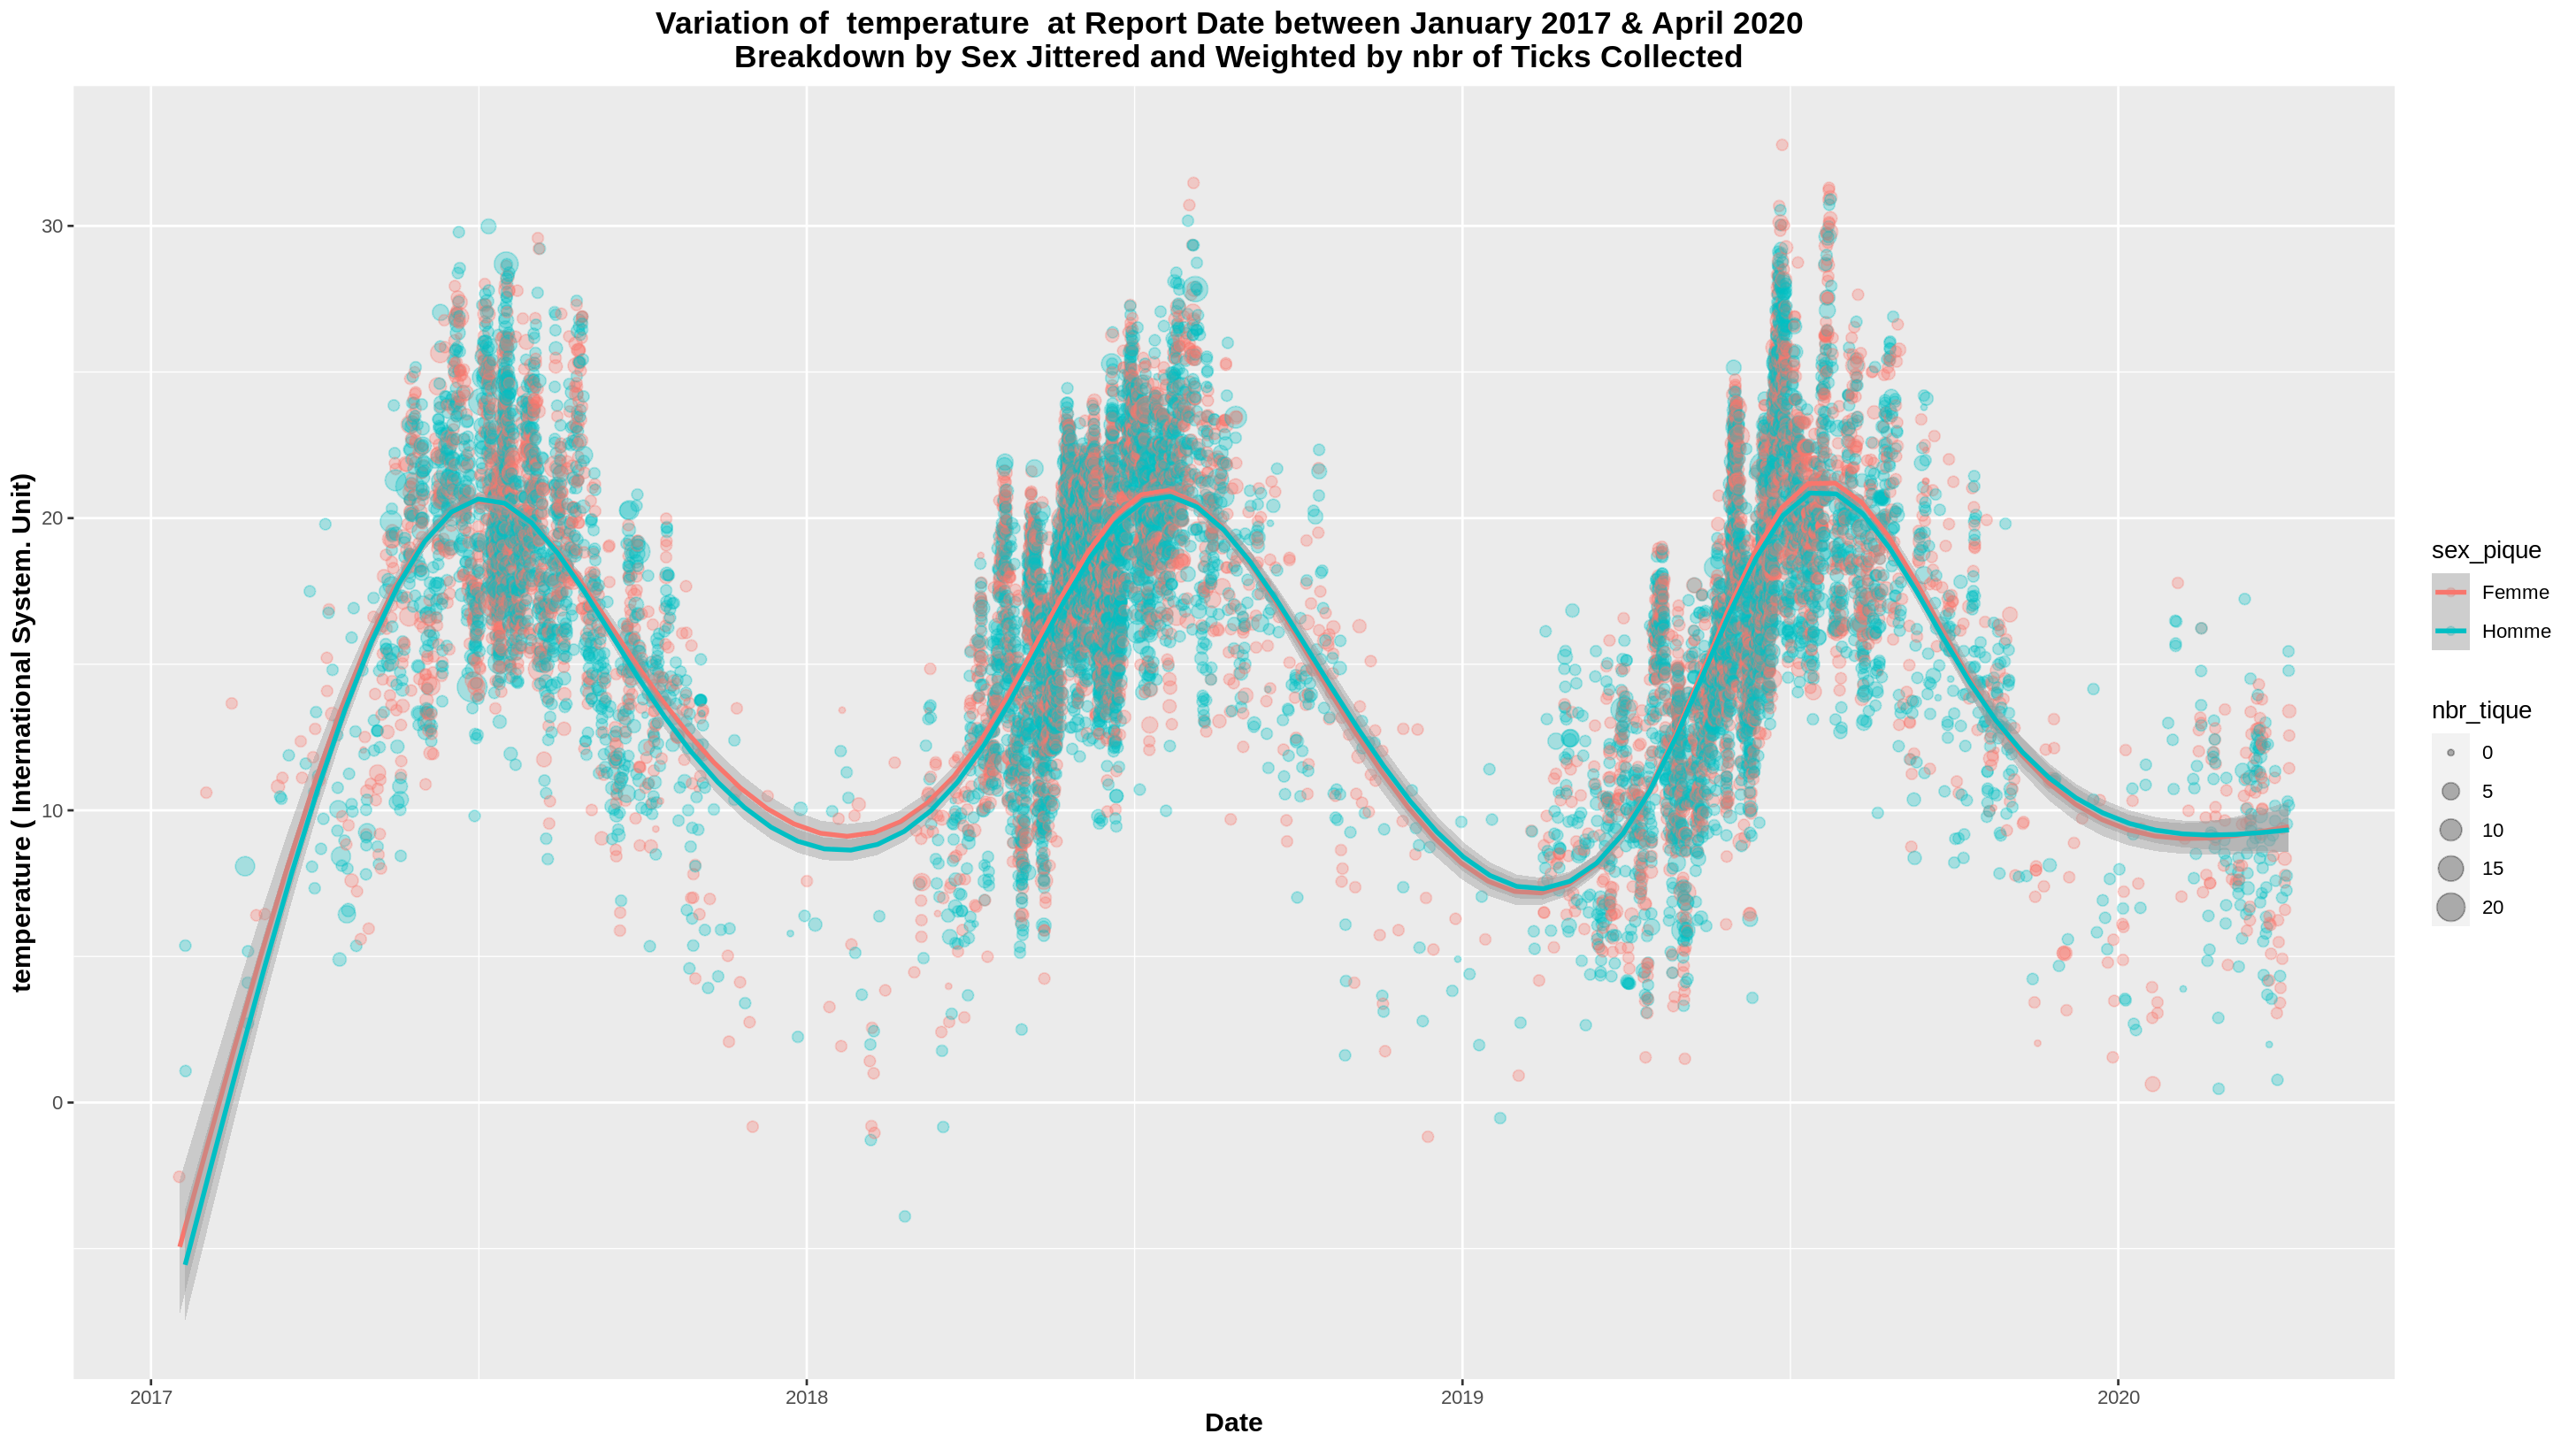 Variation of  temperature  at Report Date between January 2017 & April 2020
Breakdown by Sex Jittered and Weighted by nbr of Ticks Collected
temperature ( International System. Unit)
30
20
10
0
2017
2018
2019
2020
Date
sex_pique
Femme
Homme
nbr_tique
0
5
10
15
20